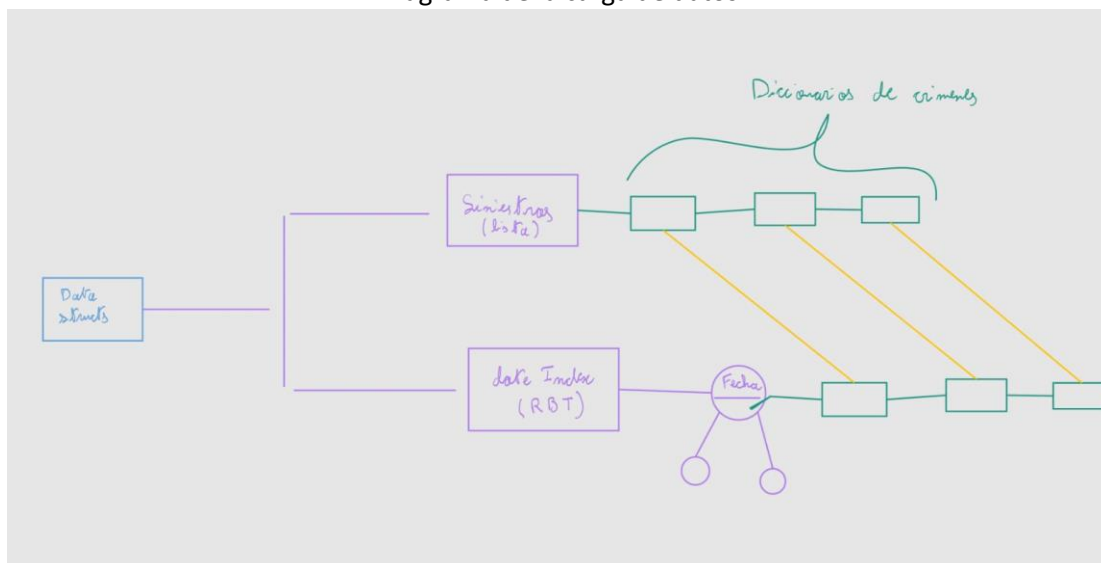 Diccionarios de crimenes
Siniestros
(lista)
Data
structs
date Index
(RBT)
Fecha